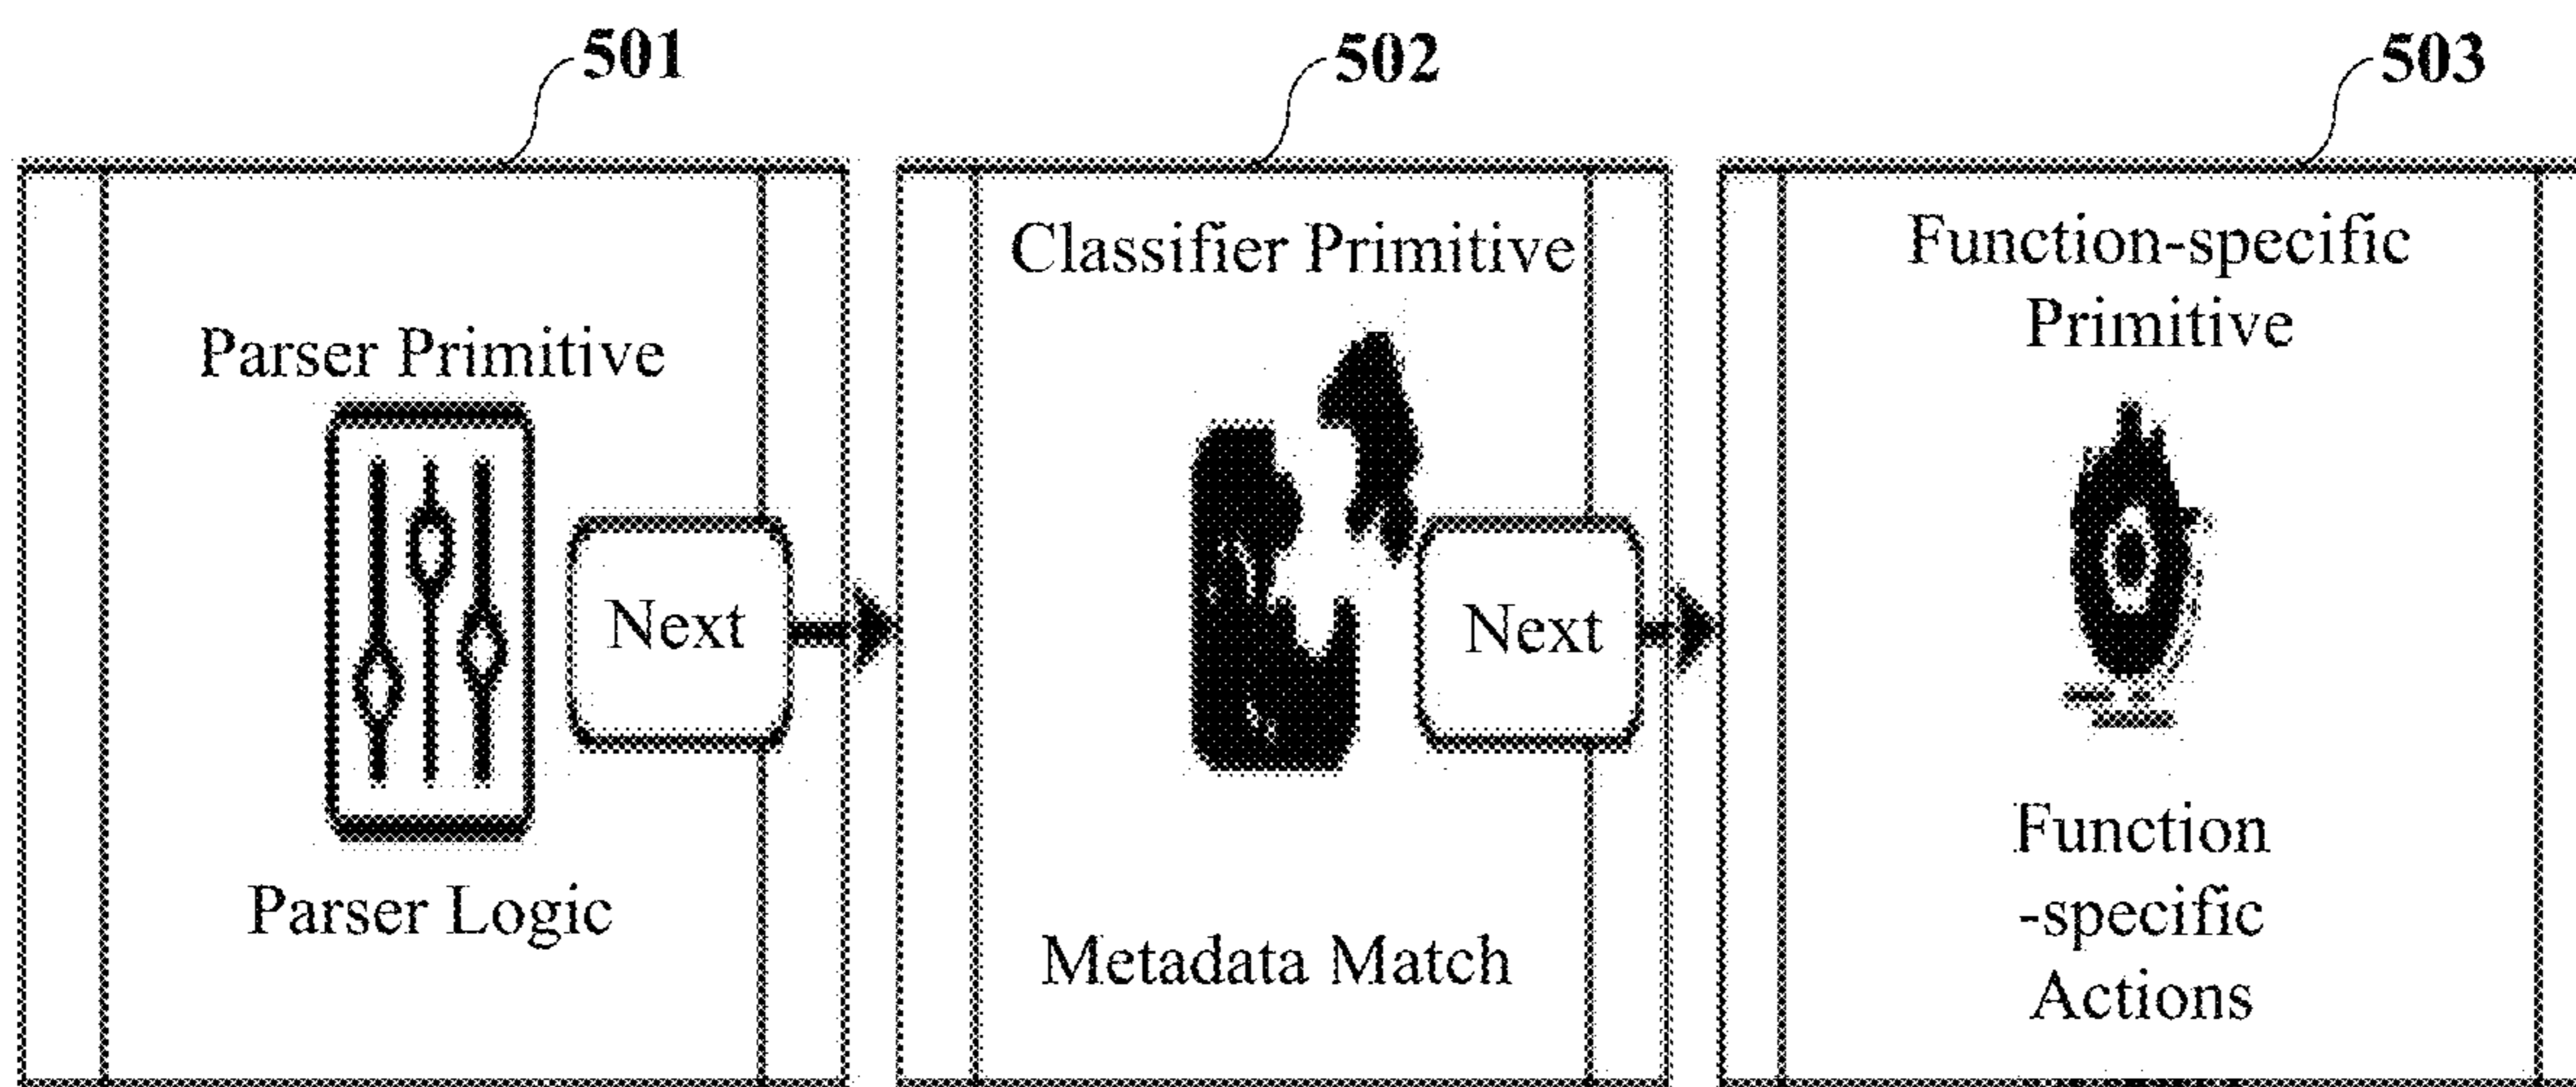 501
502
503
Parser Primitive
Next
Parser Logic
Classifier Primitive
Next
Metadata Match
Function-specific
Primitive
Function
-specific
Actions